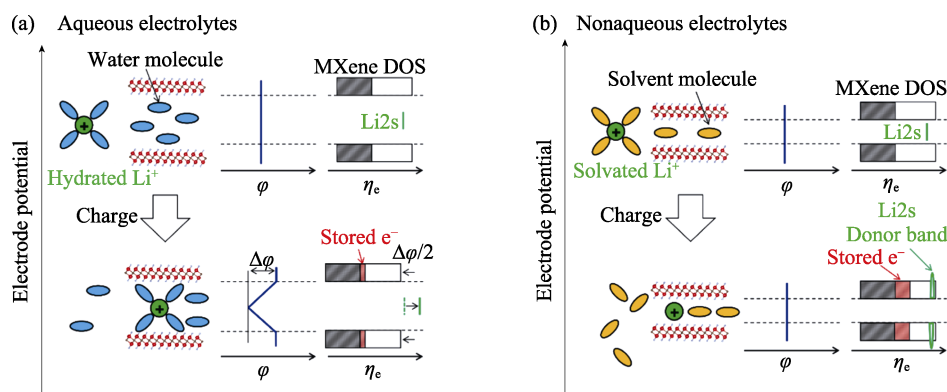 (a) Aqueous electrolytes
Water molecule
MXene DOS
Li2s
Hydrated Li⁺
φ
ηe
Charge
Electrode potential
Δφ
Stored e⁻
Δφ/2
φ
ηe
(b) Nonaqueous electrolytes
Solvent molecule
MXene DOS
Li2s
Solvated Li⁺
φ
ηe
Charge
Electrode potential
Li2s
Donor band
Stored e⁻
φ
ηe